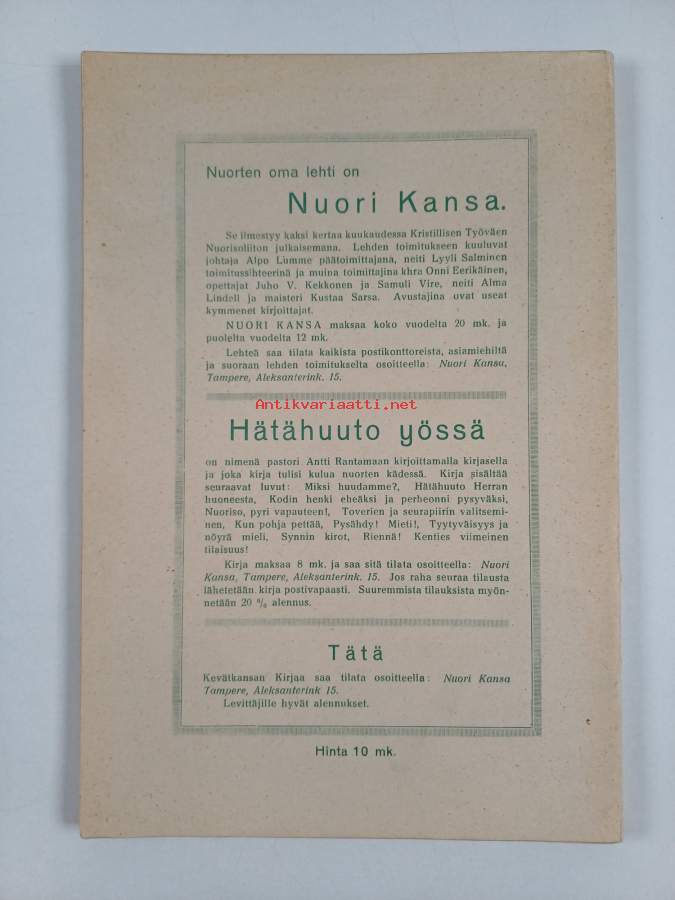 Nuorten oma lehti on
Nuori Kansa.
Se ilmestyy kaksi kertaa kuukaudessa Kristillisen Työväen
Nuorisoliiton julkaisemana. Lehden toimitukseen kuuluvat
johtaja Alpo Lumme päätoimittajana, neiti Lyyli Salminen
toimitussihteerinä ja muina toimittajina khra Onni Eerikäinen,
opettajat Juho V. Kekkonen ja Samuli Vire, neiti Alma
Lindell ja maisteri Kustaa Sarsa. Avustajina ovat useat
kymmenet kirjoittajat.
NUORI KANSA maksaa koko vuodelta 20 mk. ja
puolelta vuodelta 12 mk.
Lehteä saa tilata kaikista postikonttoreista, asiamiehiltä
ja suoraan lehden toimitukselta osoitteella: Nuori Kansa,
Tampere, Aleksanterink. 15.
Antikvariaatti.net
Hätähuuto yössä
on nimenä pastori Antti Rantamaan kirjoittamalla kirjasella
ja joka kirja tulisi kulua nuorten kädessä. Kirja sisältää
seuraavat luvut: Miksi huudamme?, Hätähuuto Herran
huoneesta, Kodin henki eheäksi ja perheonni pysyväksi,
Nuoriso, pyri vapauteen!, Toverien ja seurapiirin valitsemi-
nen, Kun pohja pettää, Pysähdy! Mieti!, Tyytyväisyys ja
nöyrä mieli, Synnin kirot, Riennä! Kenties viimeinen
tilaisuus!
Kirja maksaa 8 mk. ja saa sitä tilata osoitteella: Nuori
Kansa, Tampere, Aleksanterink. 15. Jos raha seuraa tilausta
lähetetään kirja postivapaasti. Suuremmista tilauksista myön-
netään 20 % alennus.
Tätä
Kevätkansan Kirjaa saa tilata osoitteella: Nuori Kansa
Tampere, Aleksanterink 15.
Levittäjille hyvät alennukset.
Hinta 10 mk.